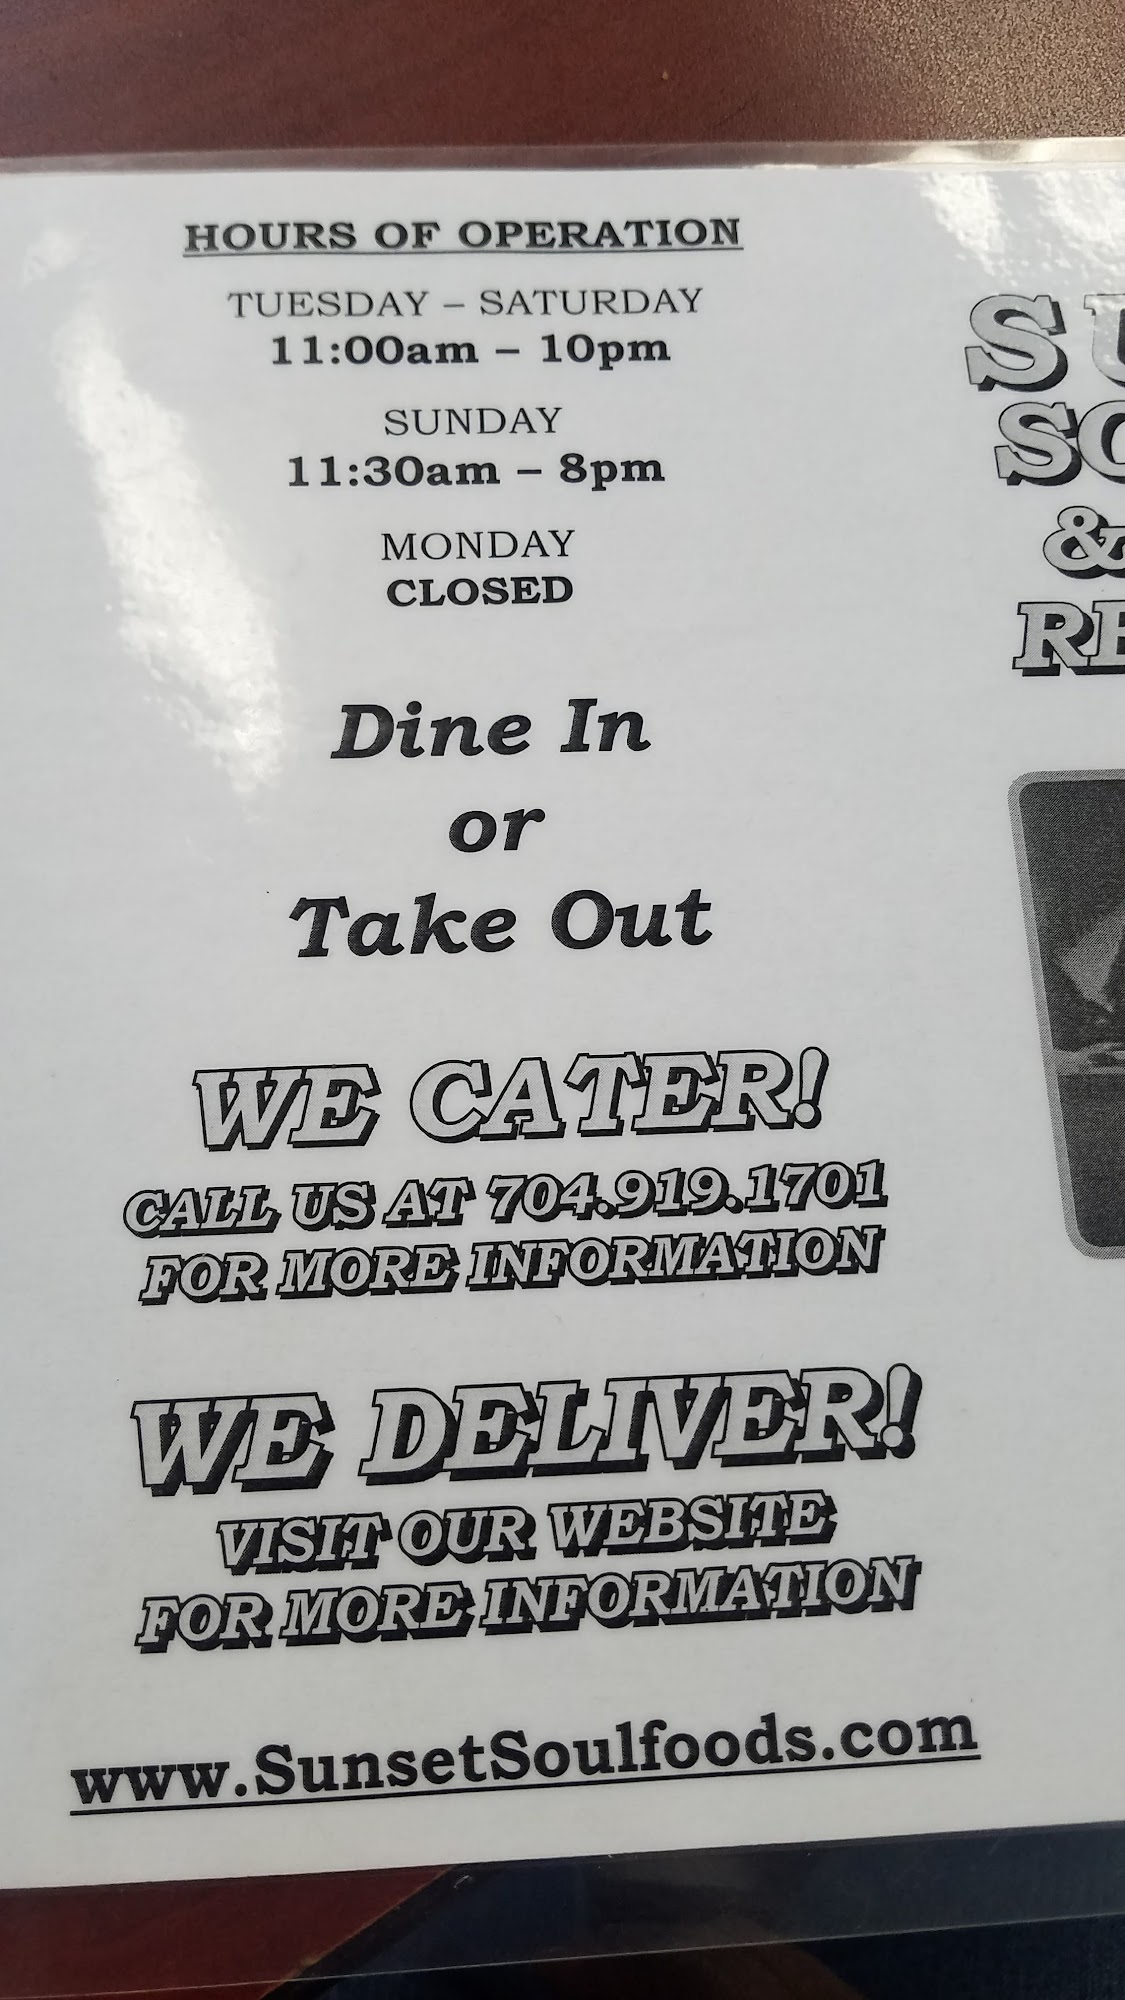 HOURS OF OPERATION
TUESDAY – SATURDAY
11:00am – 10pm
SUNDAY
11:30am – 8pm
MONDAY
CLOSED
Dine In
or
Take Out
WE CATER!
CALL US AT 704.919.1701
FOR MORE INFORMATION
WE DELIVER!
VISIT OUR WEBSITE
FOR MORE INFORMATION
www.SunsetSoulfoods.com
&